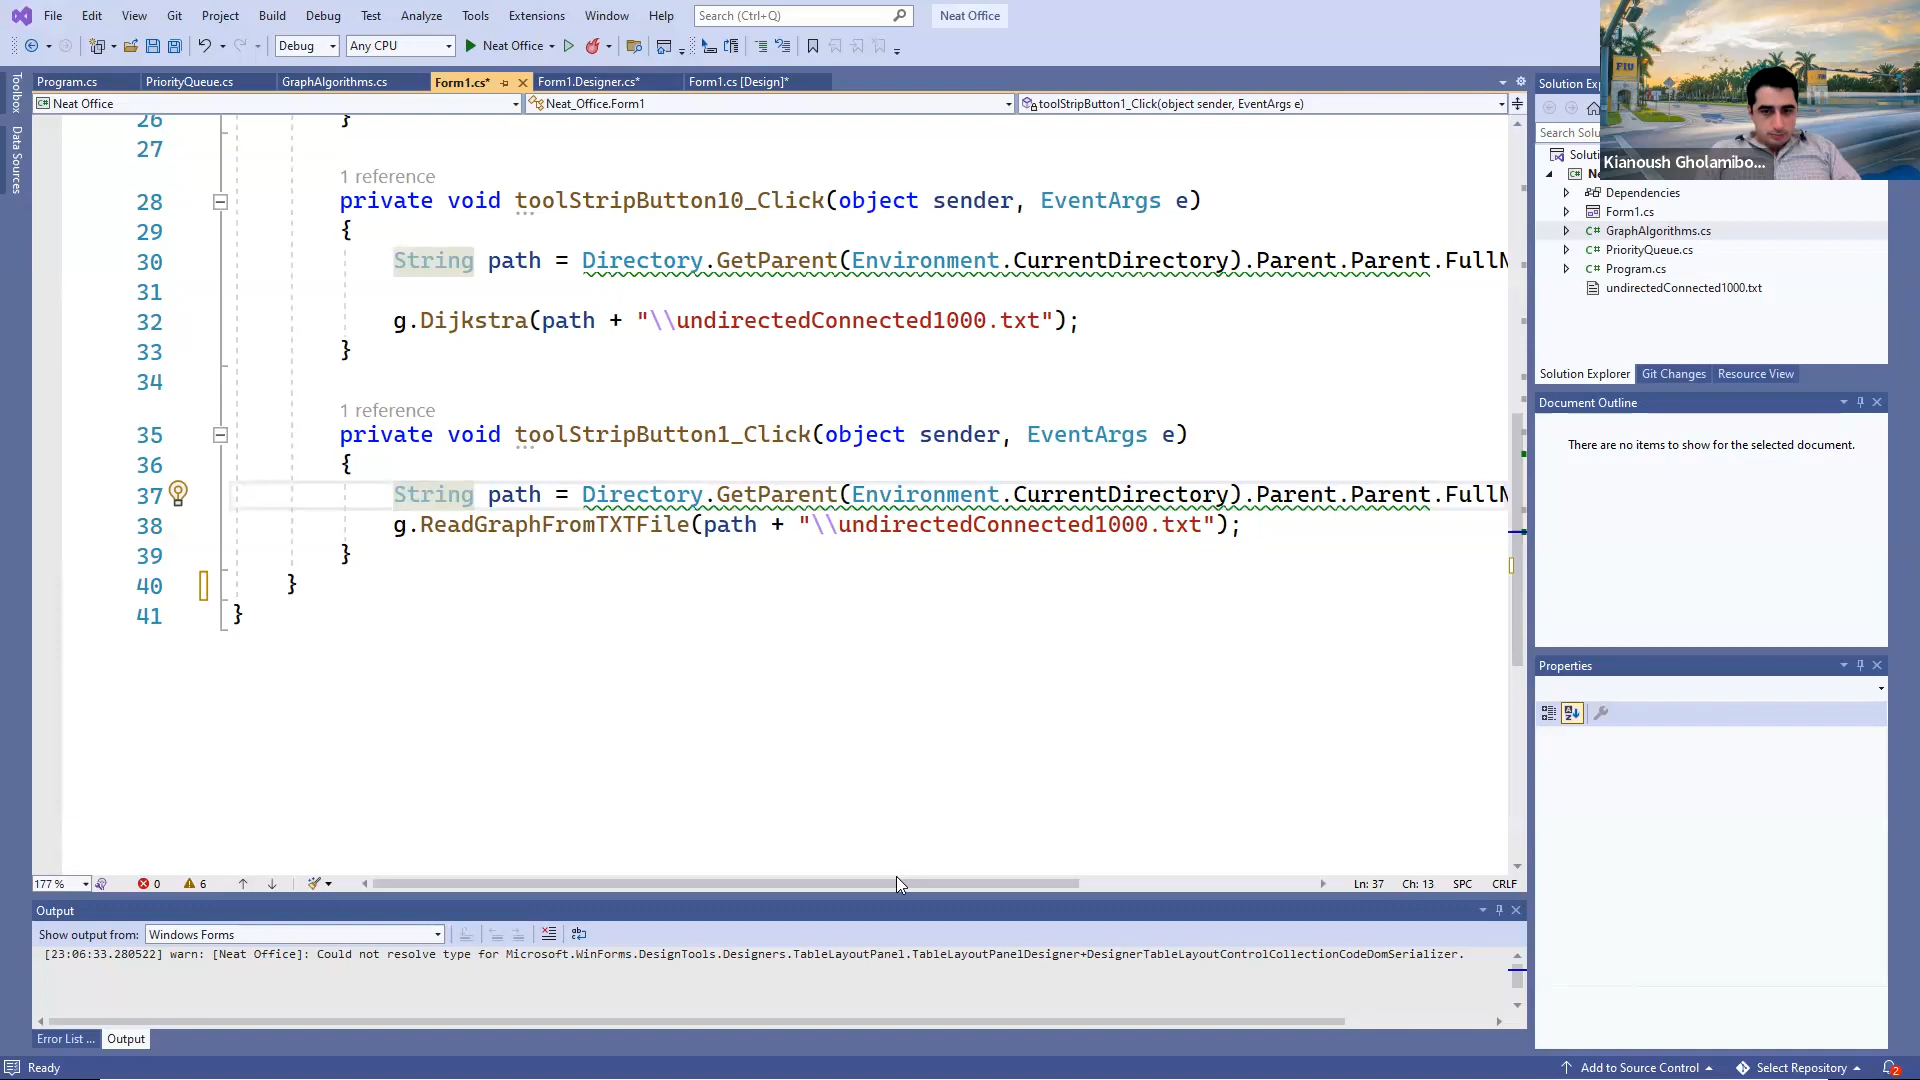 File Edit View Git Project Build Debug Test Analyze Tools Extensions Window Help Search (Ctrl+Q) Neat Office
Debug Any CPU Neat Office
Program.cs PriorityQueue.cs GraphAlgorithms.cs Form1.cs* Form1.Designer.cs* Form1.cs [Design]*
Neat Office Neat_Office.Form1 toolStripButton1_Click(object sender, EventArgs e)
Toolbox
Data Sources
26 }
27
1 reference
28 private void toolStripButton10_Click(object sender, EventArgs e)
29 {
30 String path = Directory.GetParent(Environment.CurrentDirectory).Parent.Parent.FullN
31
32 g.Dijkstra(path + "\\undirectedConnected1000.txt");
33 }
34
1 reference
35 private void toolStripButton1_Click(object sender, EventArgs e)
36 {
37 String path = Directory.GetParent(Environment.CurrentDirectory).Parent.Parent.FullN
38 g.ReadGraphFromTXTFile(path + "\\undirectedConnected1000.txt");
39 }
40 }
41 }
177 % 0 6 Ln: 37 Ch: 13 SPC CRLF
Output
Show output from: Windows Forms
[23:06:33.280522] warn: [Neat Office]: Could not resolve type for Microsoft.WinForms.DesignTools.Designers.TableLayoutPanel.TableLayoutPanelDesigner+DesignerTableLayoutControlCollectionCodeDomSerializer.
Error List ... Output
Ready
Add to Source Control Select Repository 2
Solution Exp
Search Solu
Soluti
Ne
Dependencies
Form1.cs
C# GraphAlgorithms.cs
C# PriorityQueue.cs
C# Program.cs
undirectedConnected1000.txt
Solution Explorer Git Changes Resource View
Document Outline
There are no items to show for the selected document.
Properties
FIU
Kianoush Gholamibo...